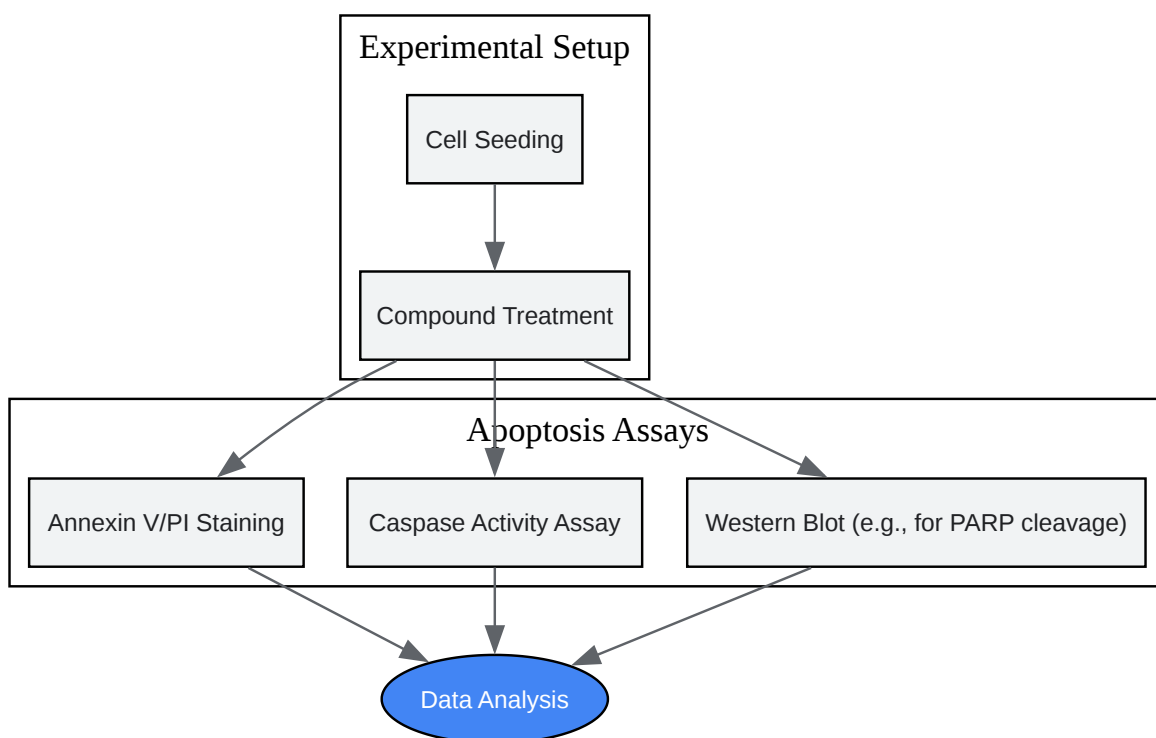 Experimental Setup
Cell Seeding
Compound Treatment
Apoptosis Assays
Annexin V/PI Staining
Caspase Activity Assay
Western Blot (e.g., for PARP cleavage)
Data Analysis